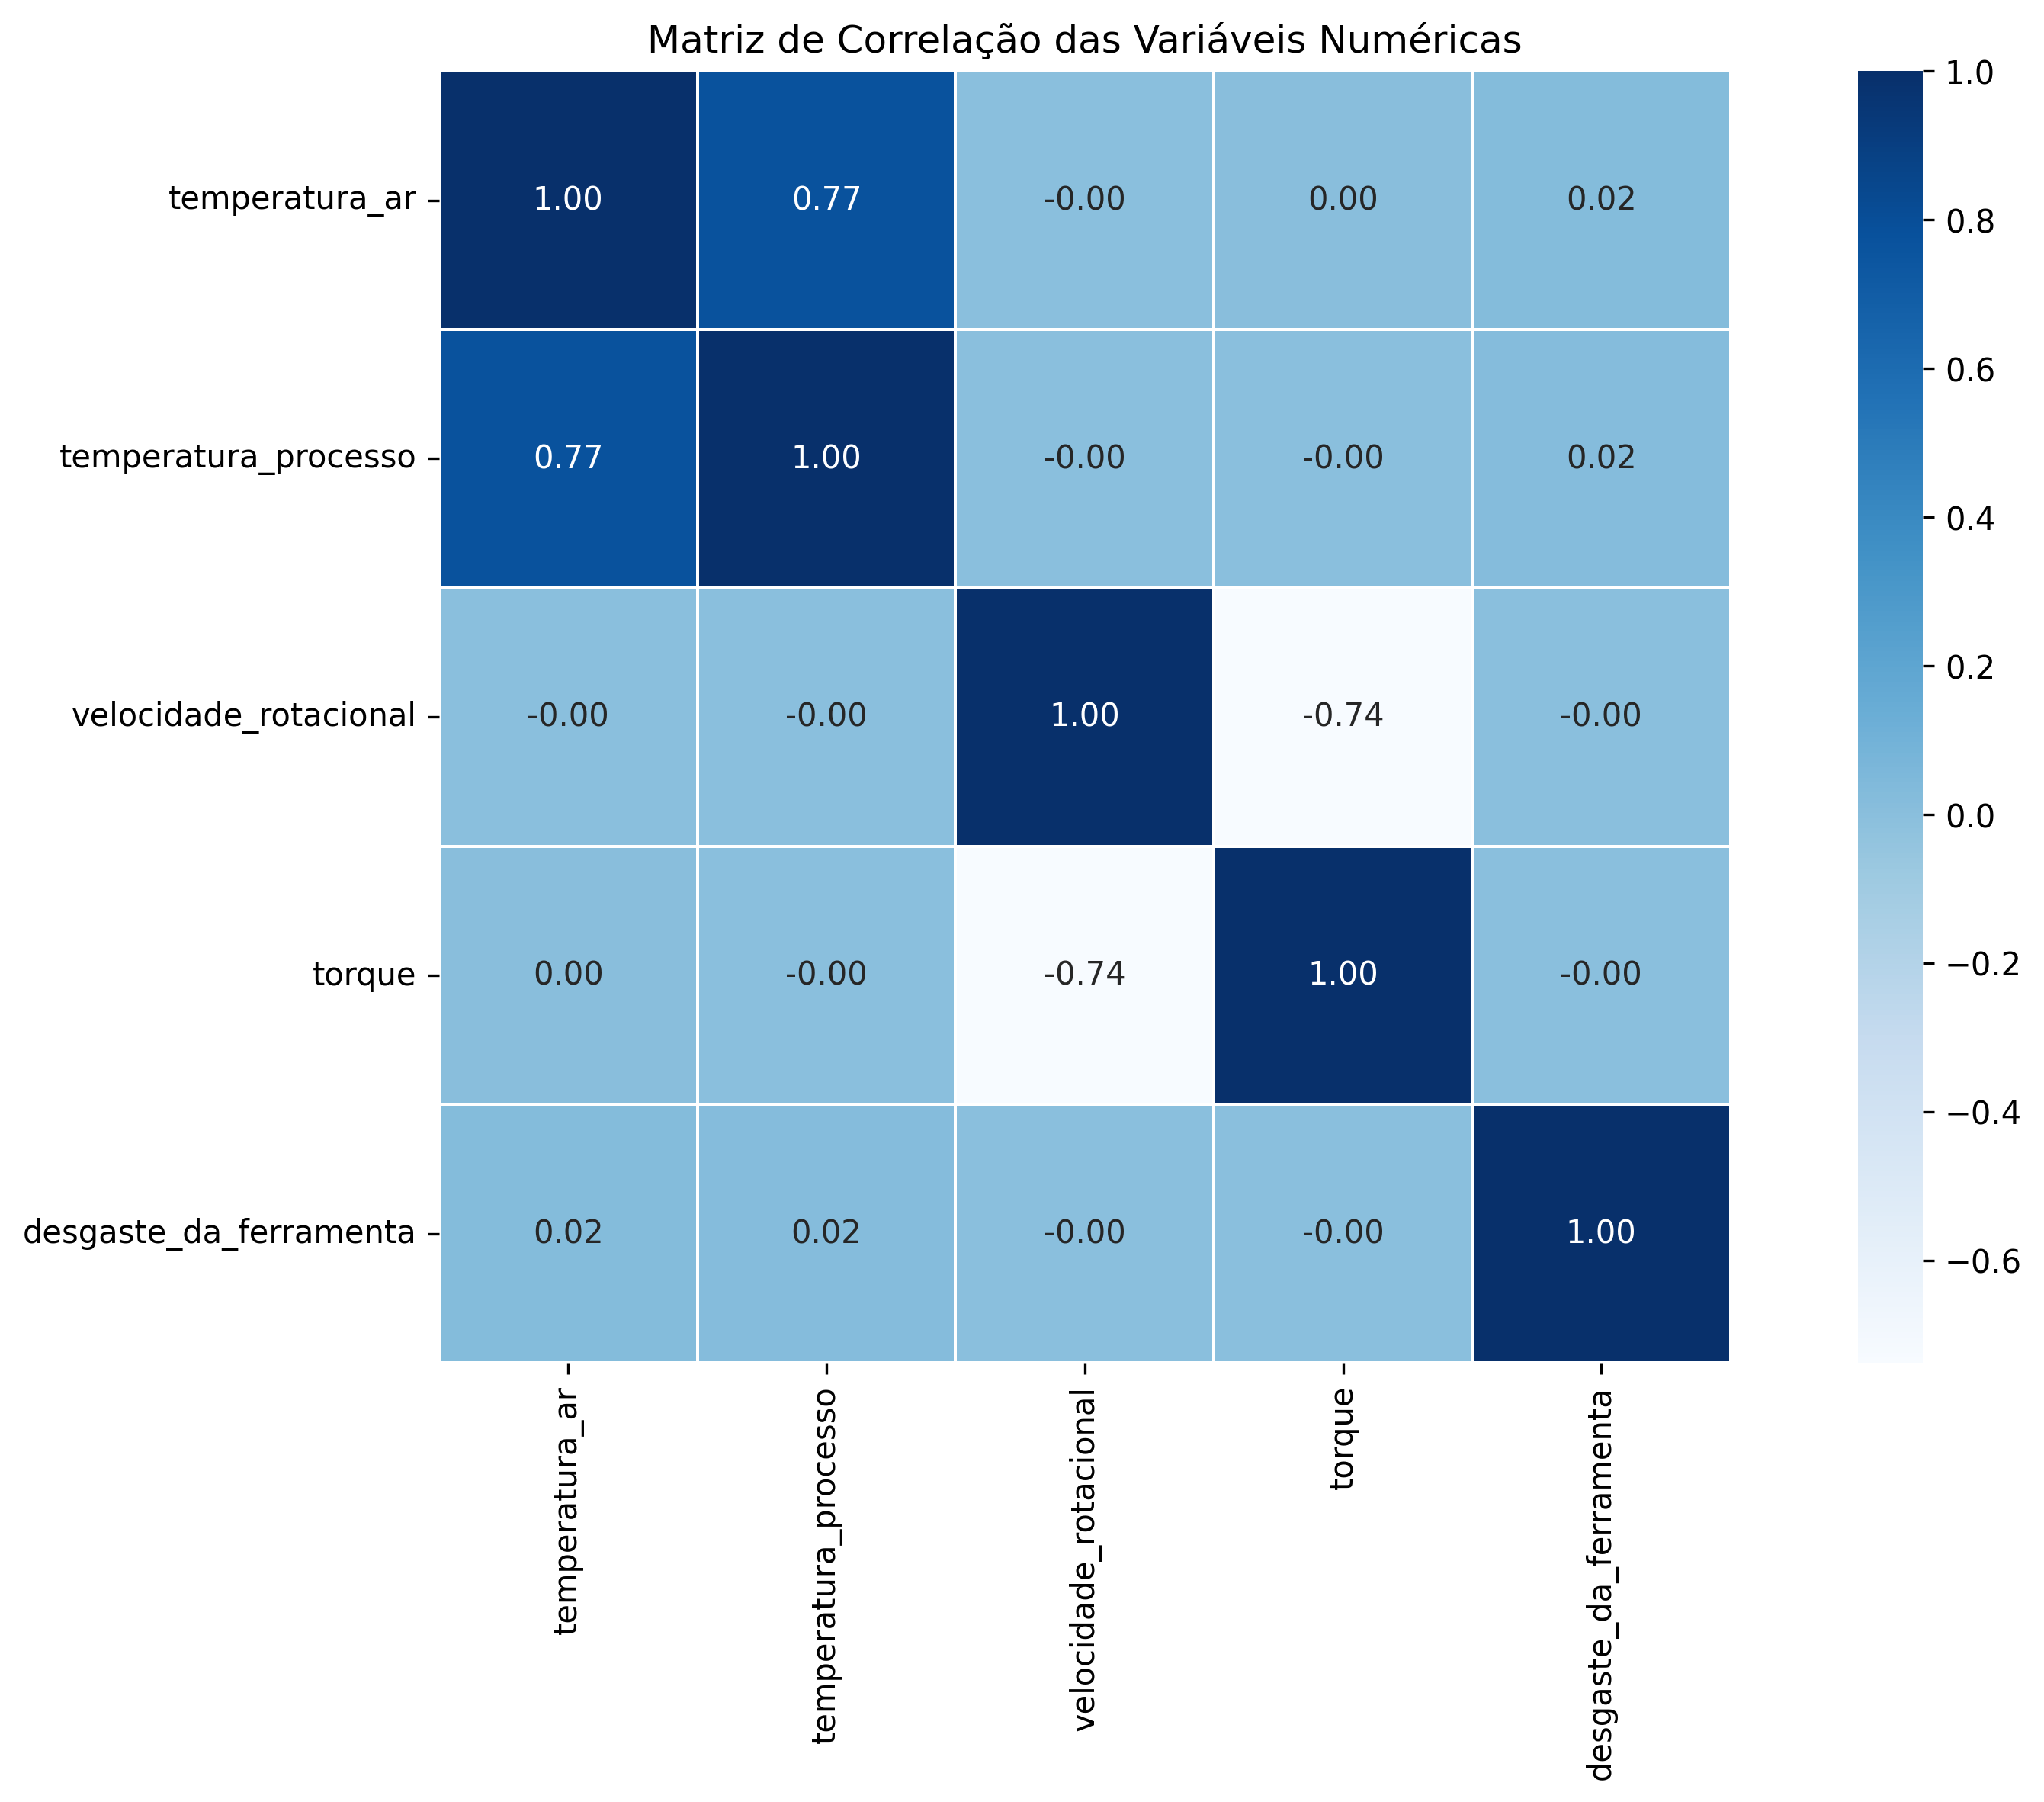 Matriz de Correlação das Variáveis Numéricas
temperatura_ar 1.00 0.77 -0.00 0.00 0.02
temperatura_processo 0.77 1.00 -0.00 -0.00 0.02
velocidade_rotacional -0.00 -0.00 1.00 -0.74 -0.00
torque 0.00 -0.00 -0.74 1.00 -0.00
desgaste_da_ferramenta 0.02 0.02 -0.00 -0.00 1.00
temperatura_ar
temperatura_processo
velocidade_rotacional
torque
desgaste_da_ferramenta
1.0
0.8
0.6
0.4
0.2
0.0
−0.2
−0.4
−0.6